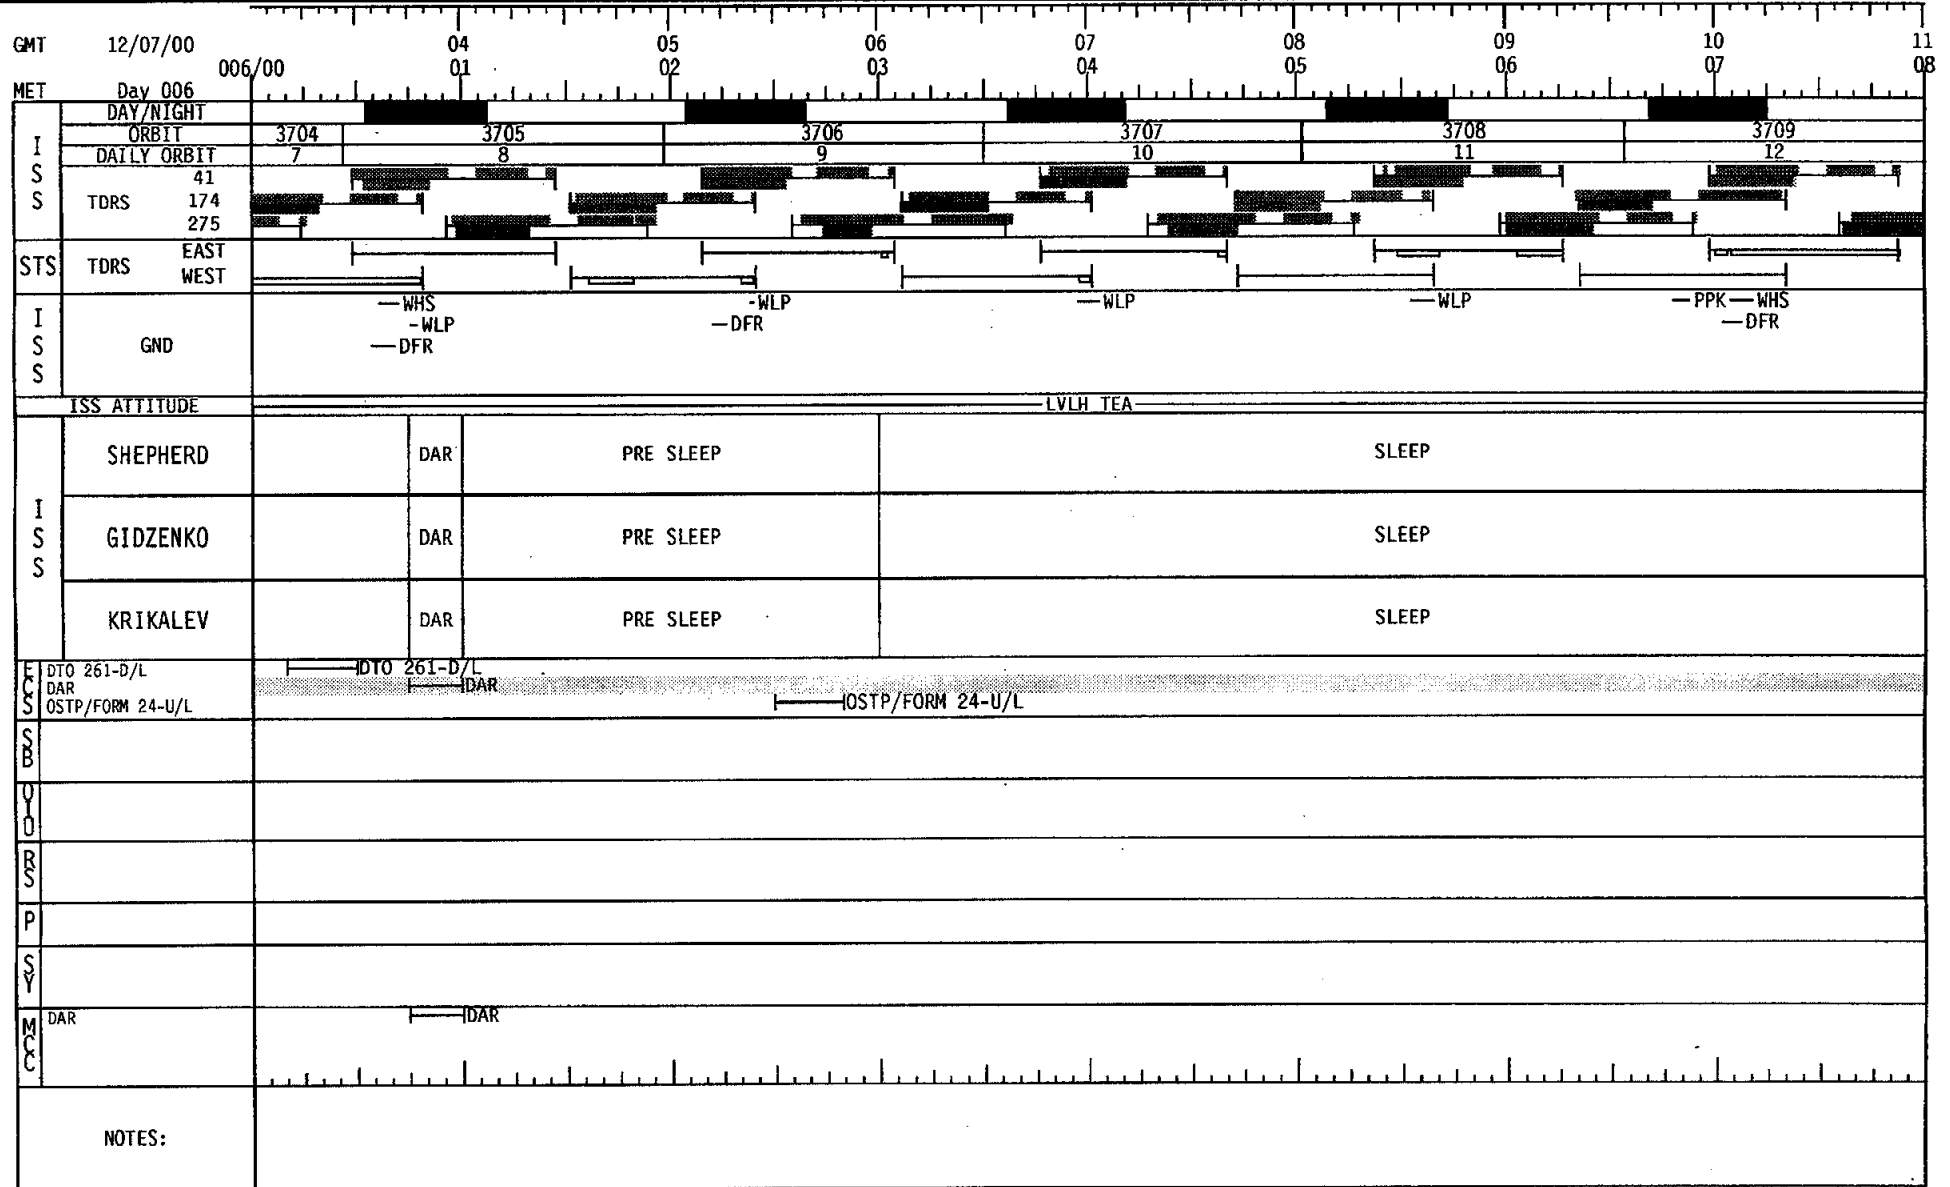 GMT 12/07/00 04 05 06 07 08 09 10 11
006/00 01 02 03 04 05 06 07 08
MET Day 006
ISS DAY/NIGHT
ORBIT 3704 3705 3706 3707 3708 3709
DAILY ORBIT 7 8 9 10 11 12
TDRS 41
174
275
STS TDRS EAST
WEST
ISS GND
WHS WLP WLP WLP PPK WHS
WLP DFR DFR
DFR
ISS ATTITUDE LVLH TEA
ISS
SHEPHERD DAR PRE SLEEP SLEEP
GIDZENKO DAR PRE SLEEP SLEEP
KRIKALEV DAR PRE SLEEP SLEEP
ECS DTO 261-D/L DTO 261-D/L
DAR DAR
OSTP/FORM 24-U/L OSTP/FORM 24-U/L
SB
RS
P
SY
MCC DAR DAR
NOTES: